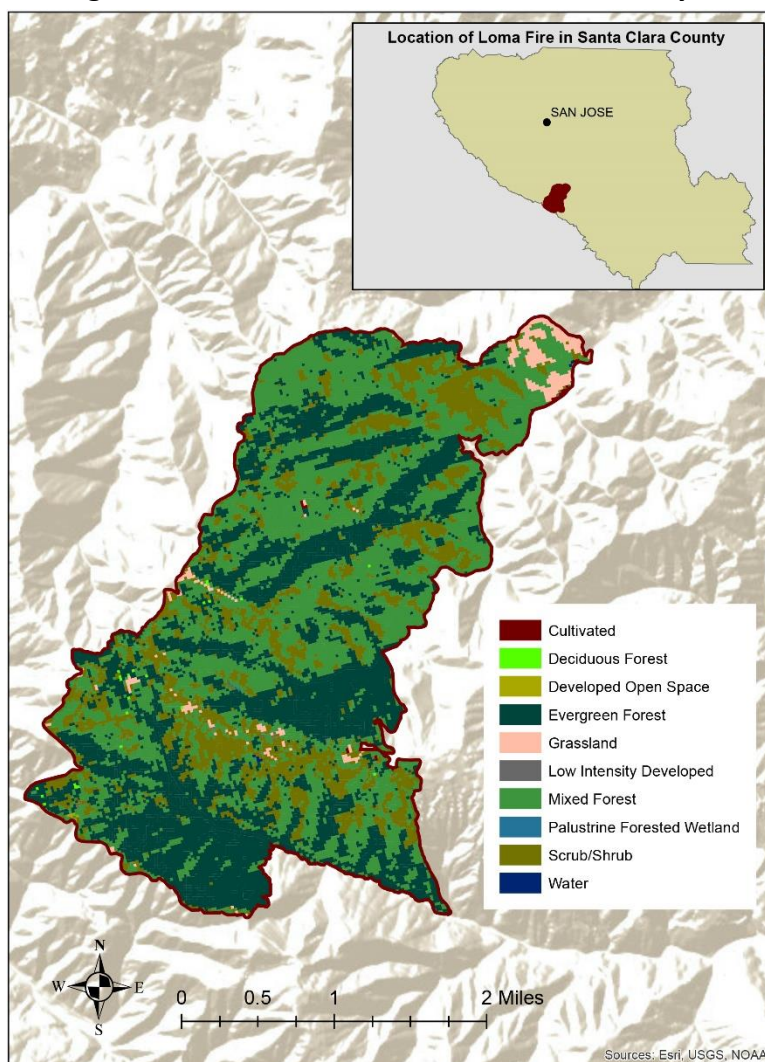 Location of Loma Fire in Santa Clara County
SAN JOSE
Cultivated
Deciduous Forest
Developed Open Space
Evergreen Forest
Grassland
Low Intensity Developed
Mixed Forest
Palustrine Forested Wetland
Scrub/Shrub
Water
N
W E
S
0 0.5 1 2 Miles
Sources: Esri, USGS, NOAA